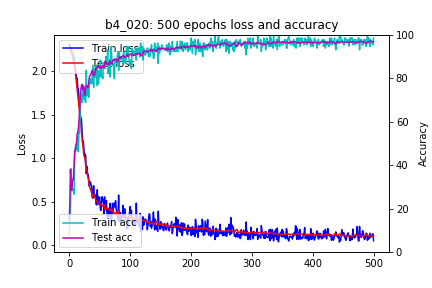 b4_020: 500 epochs loss and accuracy
Train loss
Test loss
Train acc
Test acc
Loss
2.0
1.5
1.0
0.5
0.0
Accuracy
100
80
60
40
20
0
0 100 200 300 400 500